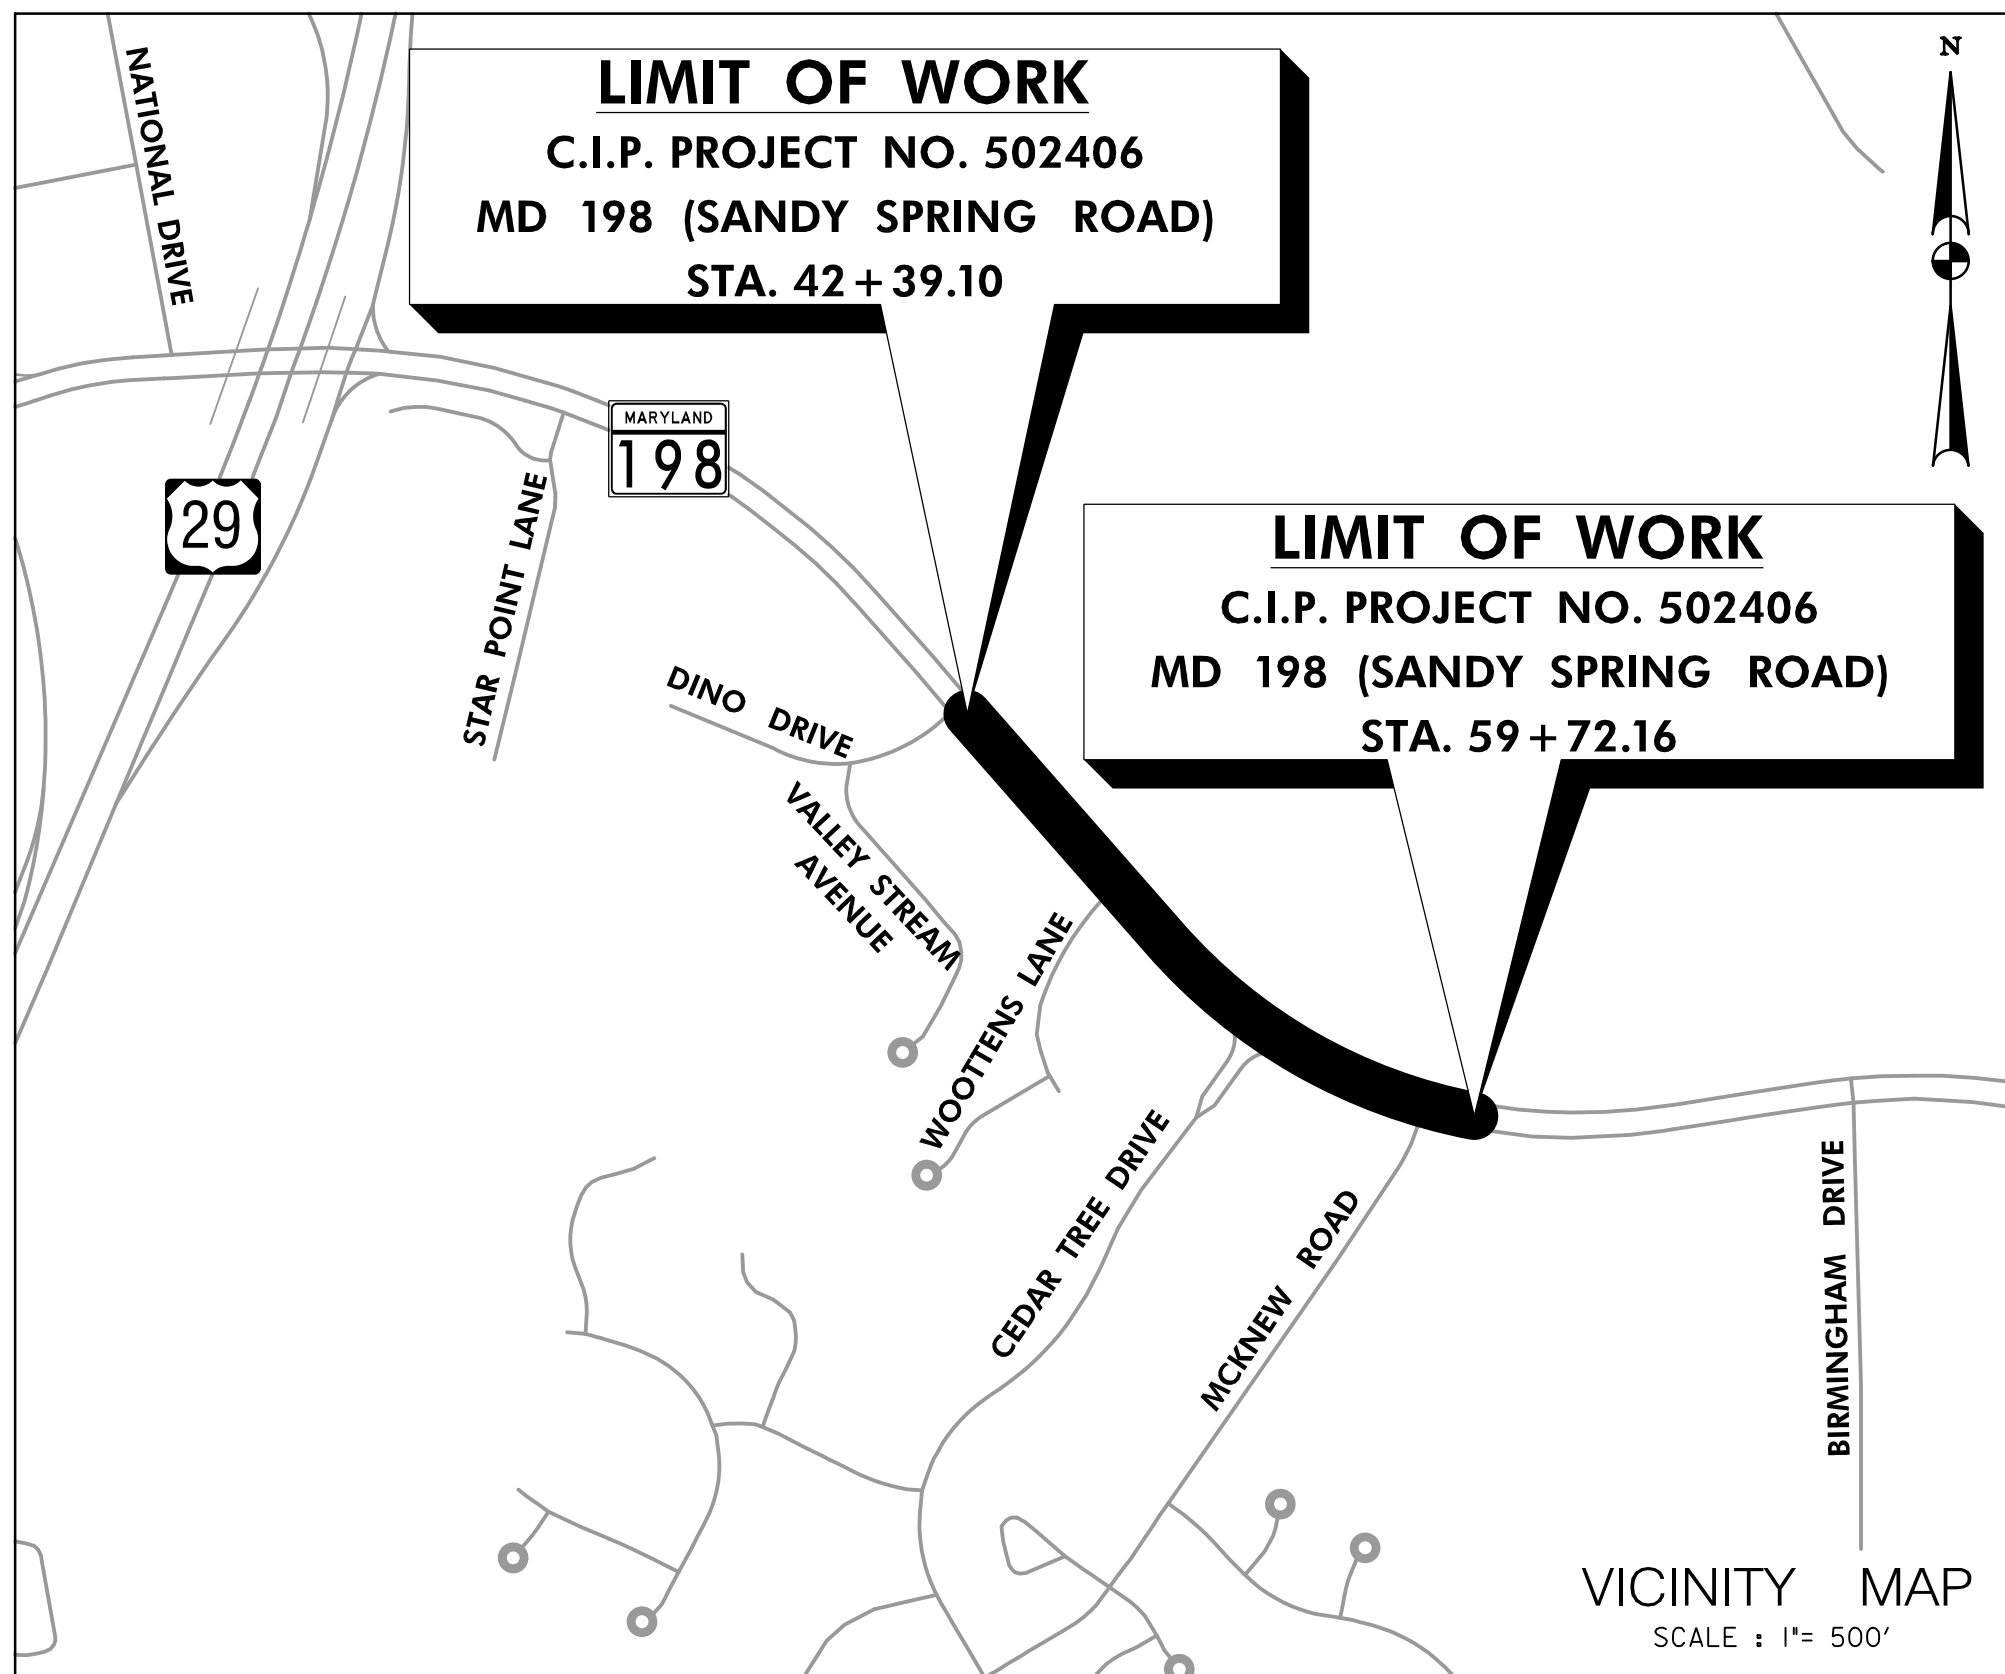 N
NATIONAL DRIVE
LIMIT OF WORK
C.I.P. PROJECT NO. 502406
MD 198 (SANDY SPRING ROAD)
STA. 42+39.10
MARYLAND
198
29
STAR POINT LANE
LIMIT OF WORK
C.I.P. PROJECT NO. 502406
MD 198 (SANDY SPRING ROAD)
STA. 59+72.16
DINO DRIVE
VALLEY STREAM
AVENUE
WOOTTENS LANE
CEDAR TREE DRIVE
MCKNEW ROAD
BIRMINGHAM DRIVE
VICINITY MAP
SCALE : 1"= 500'